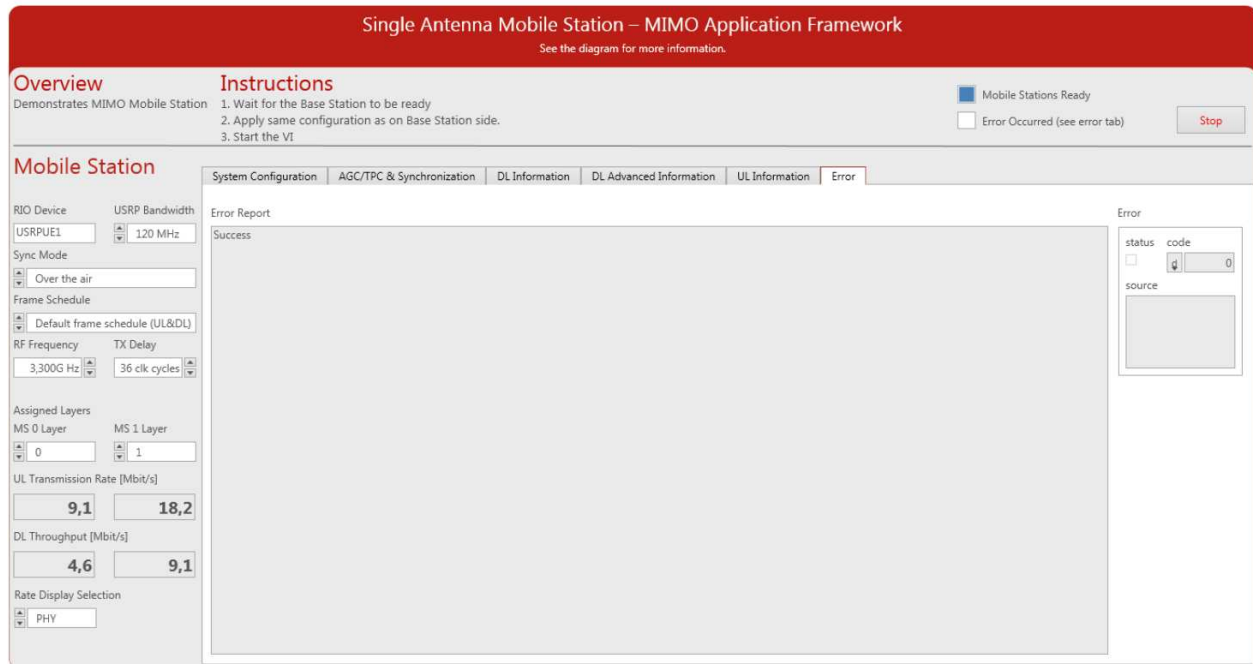 Single Antenna Mobile Station – MIMO Application Framework
See the diagram for more information.
Overview
Demonstrates MIMO Mobile Station
Instructions
1. Wait for the Base Station to be ready
2. Apply same configuration as on Base Station side.
3. Start the VI
Mobile Stations Ready
Error Occurred (see error tab)
Stop
Mobile Station
System Configuration
AGC/TPC & Synchronization
DL Information
DL Advanced Information
UL Information
Error
RIO Device
USRP Bandwidth
USRPUE1
120 MHz
Sync Mode
Over the air
Frame Schedule
Default frame schedule (UL&DL)
RF Frequency
TX Delay
3,300G Hz
36 clk cycles
Assigned Layers
MS 0 Layer
MS 1 Layer
0
1
UL Transmission Rate [Mbit/s]
9,1
18,2
DL Throughput [Mbit/s]
4,6
9,1
Rate Display Selection
PHY
Error Report
Success
Error
status
code
d
0
source